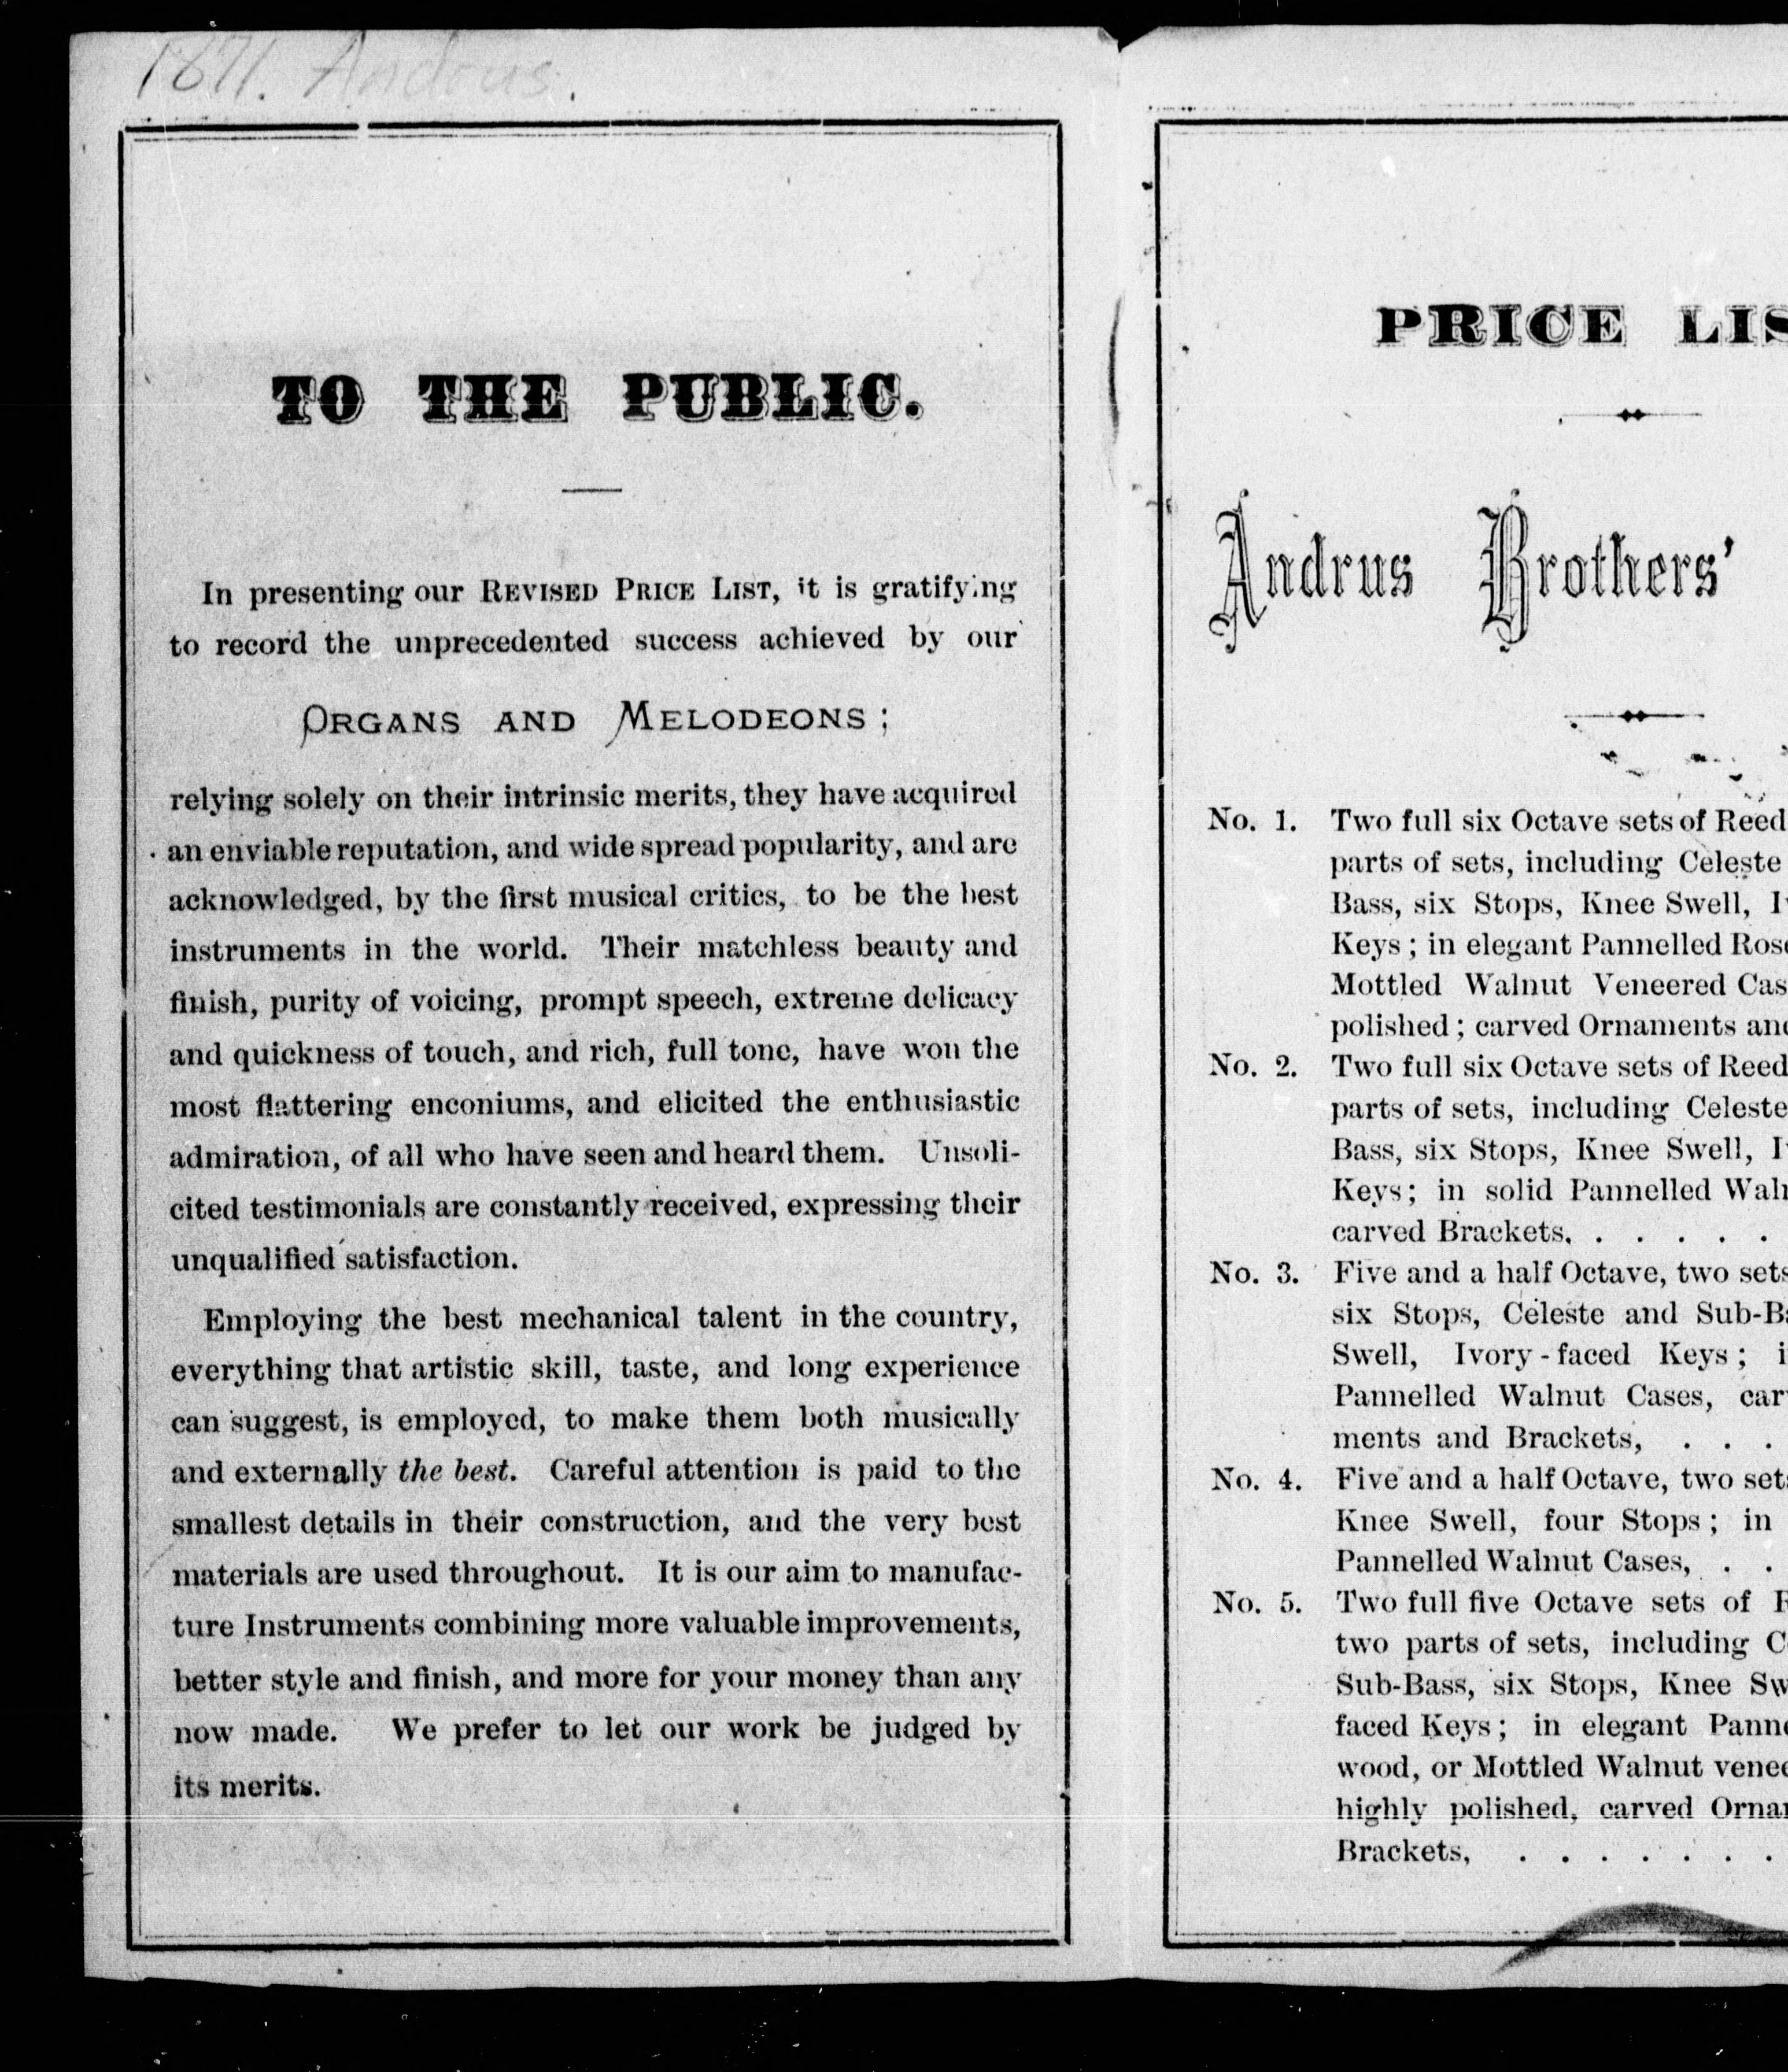 1871. Andrus.
TO THE PUBLIC.
In presenting our REVISED PRICE LIST, it is gratifying
to record the unprecedented success achieved by our
ORGANS AND MELODEONS;
relying solely on their intrinsic merits, they have acquired
an enviable reputation, and wide spread popularity, and are
acknowledged, by the first musical critics, to be the best
instruments in the world. Their matchless beauty and
finish, purity of voicing, prompt speech, extreme delicacy
and quickness of touch, and rich, full tone, have won the
most flattering enconiums, and elicited the enthusiastic
admiration, of all who have seen and heard them. Unsoli-
cited testimonials are constantly received, expressing their
unqualified satisfaction.
Employing the best mechanical talent in the country,
everything that artistic skill, taste, and long experience
can suggest, is employed, to make them both musically
and externally the best. Careful attention is paid to the
smallest details in their construction, and the very best
materials are used throughout. It is our aim to manufac-
ture Instruments combining more valuable improvements,
better style and finish, and more for your money than any
now made. We prefer to let our work be judged by
its merits.
PRICE LIS
Andrus Brothers'
No. 1. Two full six Octave sets of Reed
parts of sets, including Celeste
Bass, six Stops, Knee Swell, I
Keys; in elegant Pannelled Ros
Mottled Walnut Veneered Cas
polished; carved Ornaments an
No. 2. Two full six Octave sets of Reed
parts of sets, including Celeste
Bass, six Stops, Knee Swell, I
Keys; in solid Pannelled Wal
carved Brackets, . . . . .
No. 3. Five and a half Octave, two sets
six Stops, Celeste and Sub-B
Swell, Ivory-faced Keys; i
Pannelled Walnut Cases, car
ments and Brackets, . . .
No. 4. Five and a half Octave, two set
Knee Swell, four Stops; in
Pannelled Walnut Cases, . .
No. 5. Two full five Octave sets of R
two parts of sets, including C
Sub-Bass, six Stops, Knee Sw
faced Keys; in elegant Pann
wood, or Mottled Walnut venee
highly polished, carved Orna
Brackets, . . . . . . .